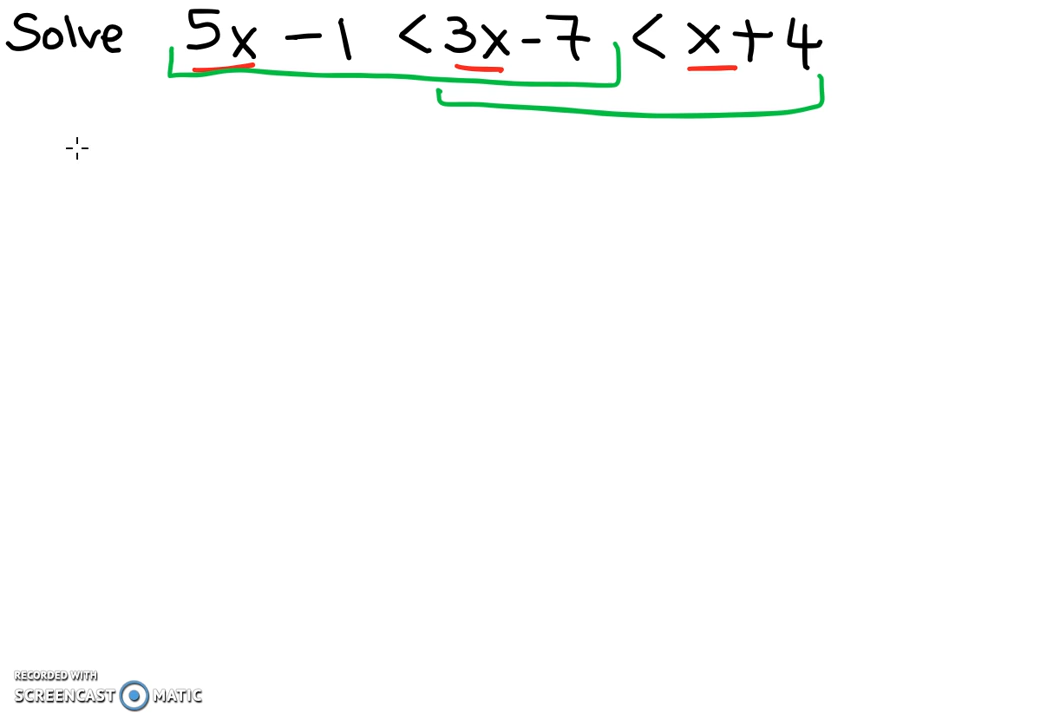 Solve 5x - 1 < 3x - 7 < x + 4
RECORDED WITH
SCREENCAST MATIC